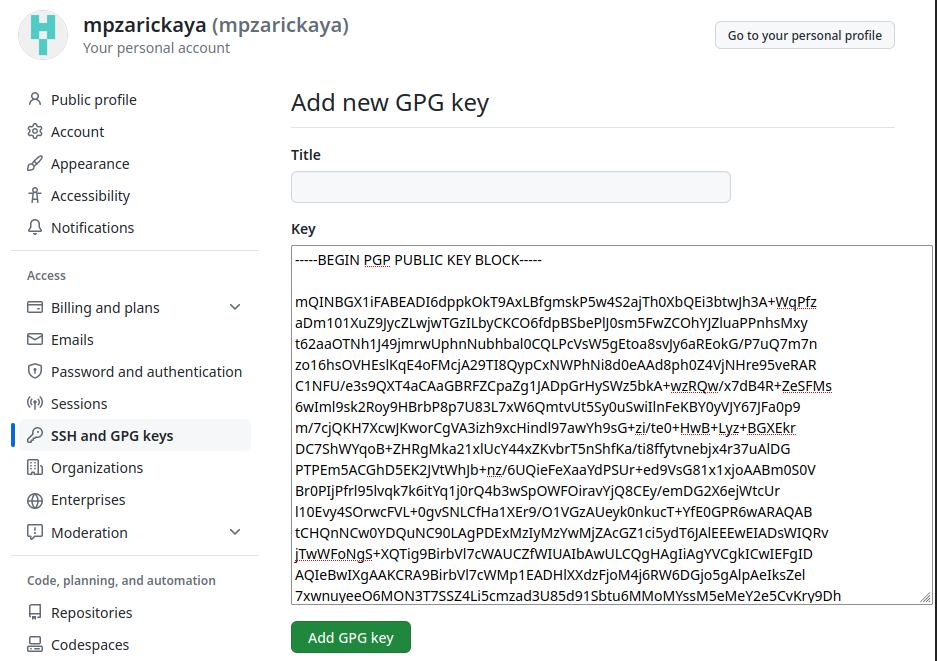 mpzarickaya (mpzarickaya)
Your personal account
Go to your personal profile
Public profile
Account
Appearance
Accessibility
Notifications
Access
Billing and plans
Emails
Password and authentication
Sessions
SSH and GPG keys
Organizations
Enterprises
Moderation
Code, planning, and automation
Repositories
Codespaces
Add new GPG key
Title
Key
-----BEGIN PGP PUBLIC KEY BLOCK-----
mQINBGX1iFABEADI6dppkOkT9AxLBfgmskP5w4S2ajTh0XbQEi3btwJh3A+WqPfz
aDm101XuZ9JycZLwjwTGzILbyCKCO6fdpBSbePlJ0sm5FwZCOhYJZluaPPnhsMxy
t62aaOTNh1J49jmrwUphnNubhbal0CQLPcVsW5gEtoa8svJy6aREokG/P7uQ7m7n
zo16hsOVHEslKqE4oFMcjA29TI8QypCxNWPhNi8d0eAAd8ph0Z4VjNHre95veRAR
C1NFU/e3s9QXT4aCAaGBRFZCpaZg1JADpGrHySWz5bkA+wzRQw/x7dB4R+ZeSFMs
6wIml9sk2Roy9HBrbP8p7U83L7xW6QmtvUt5Sy0uSwiIlnFeKBY0yVJY67JFa0p9
m/7cjQKH7XcwJKworCgVA3izh9xcHindl97awYh9sG+zi/te0+HwB+Lyz+BGXEkr
DC7ShWYqoB+ZHRgMka21xlUcY44xZKvbrT5nShfKa/ti8ffytvnebjx4r37uAlDG
PTPEm5ACGhD5EK2JVtWhJb+nz/6UQieFeXaaYdPSUr+ed9VsG81x1xjoAABm0S0V
Br0PIjPfrl95lvqk7k6itYq1j0rQ4b3wSpOWFOiravYjQ8CEy/emDG2X6ejWtcUr
l10Evy4SOrwcFVL+0gvSNLCfHa1XEr9/O1VGzAUeyk0nkucT+YfE0GPR6wARAQAB
tCHQnNCw0YDQuNC90LAgPDExMzIyMzYwMjZAcGZ1ci5ydT6JAlEEEwEIADsWIQRv
jTwWFoNgS+XQTig9BirbVl7cWAUCZfWIUAIbAwULCQgHAgIiAgYVCgkICwIEFgID
AQIeBwIXgAAKCRA9BirbVl7cWMp1EADHlXXdzFjoM4j6RW6DGjo5gAlpAeIksZel
7xwnuyeeO6MON3T7SSZ4Li5cmzad3U85d91Sbtu6MMoMYssM5eMeY2e5CvKry9Dh
Add GPG key